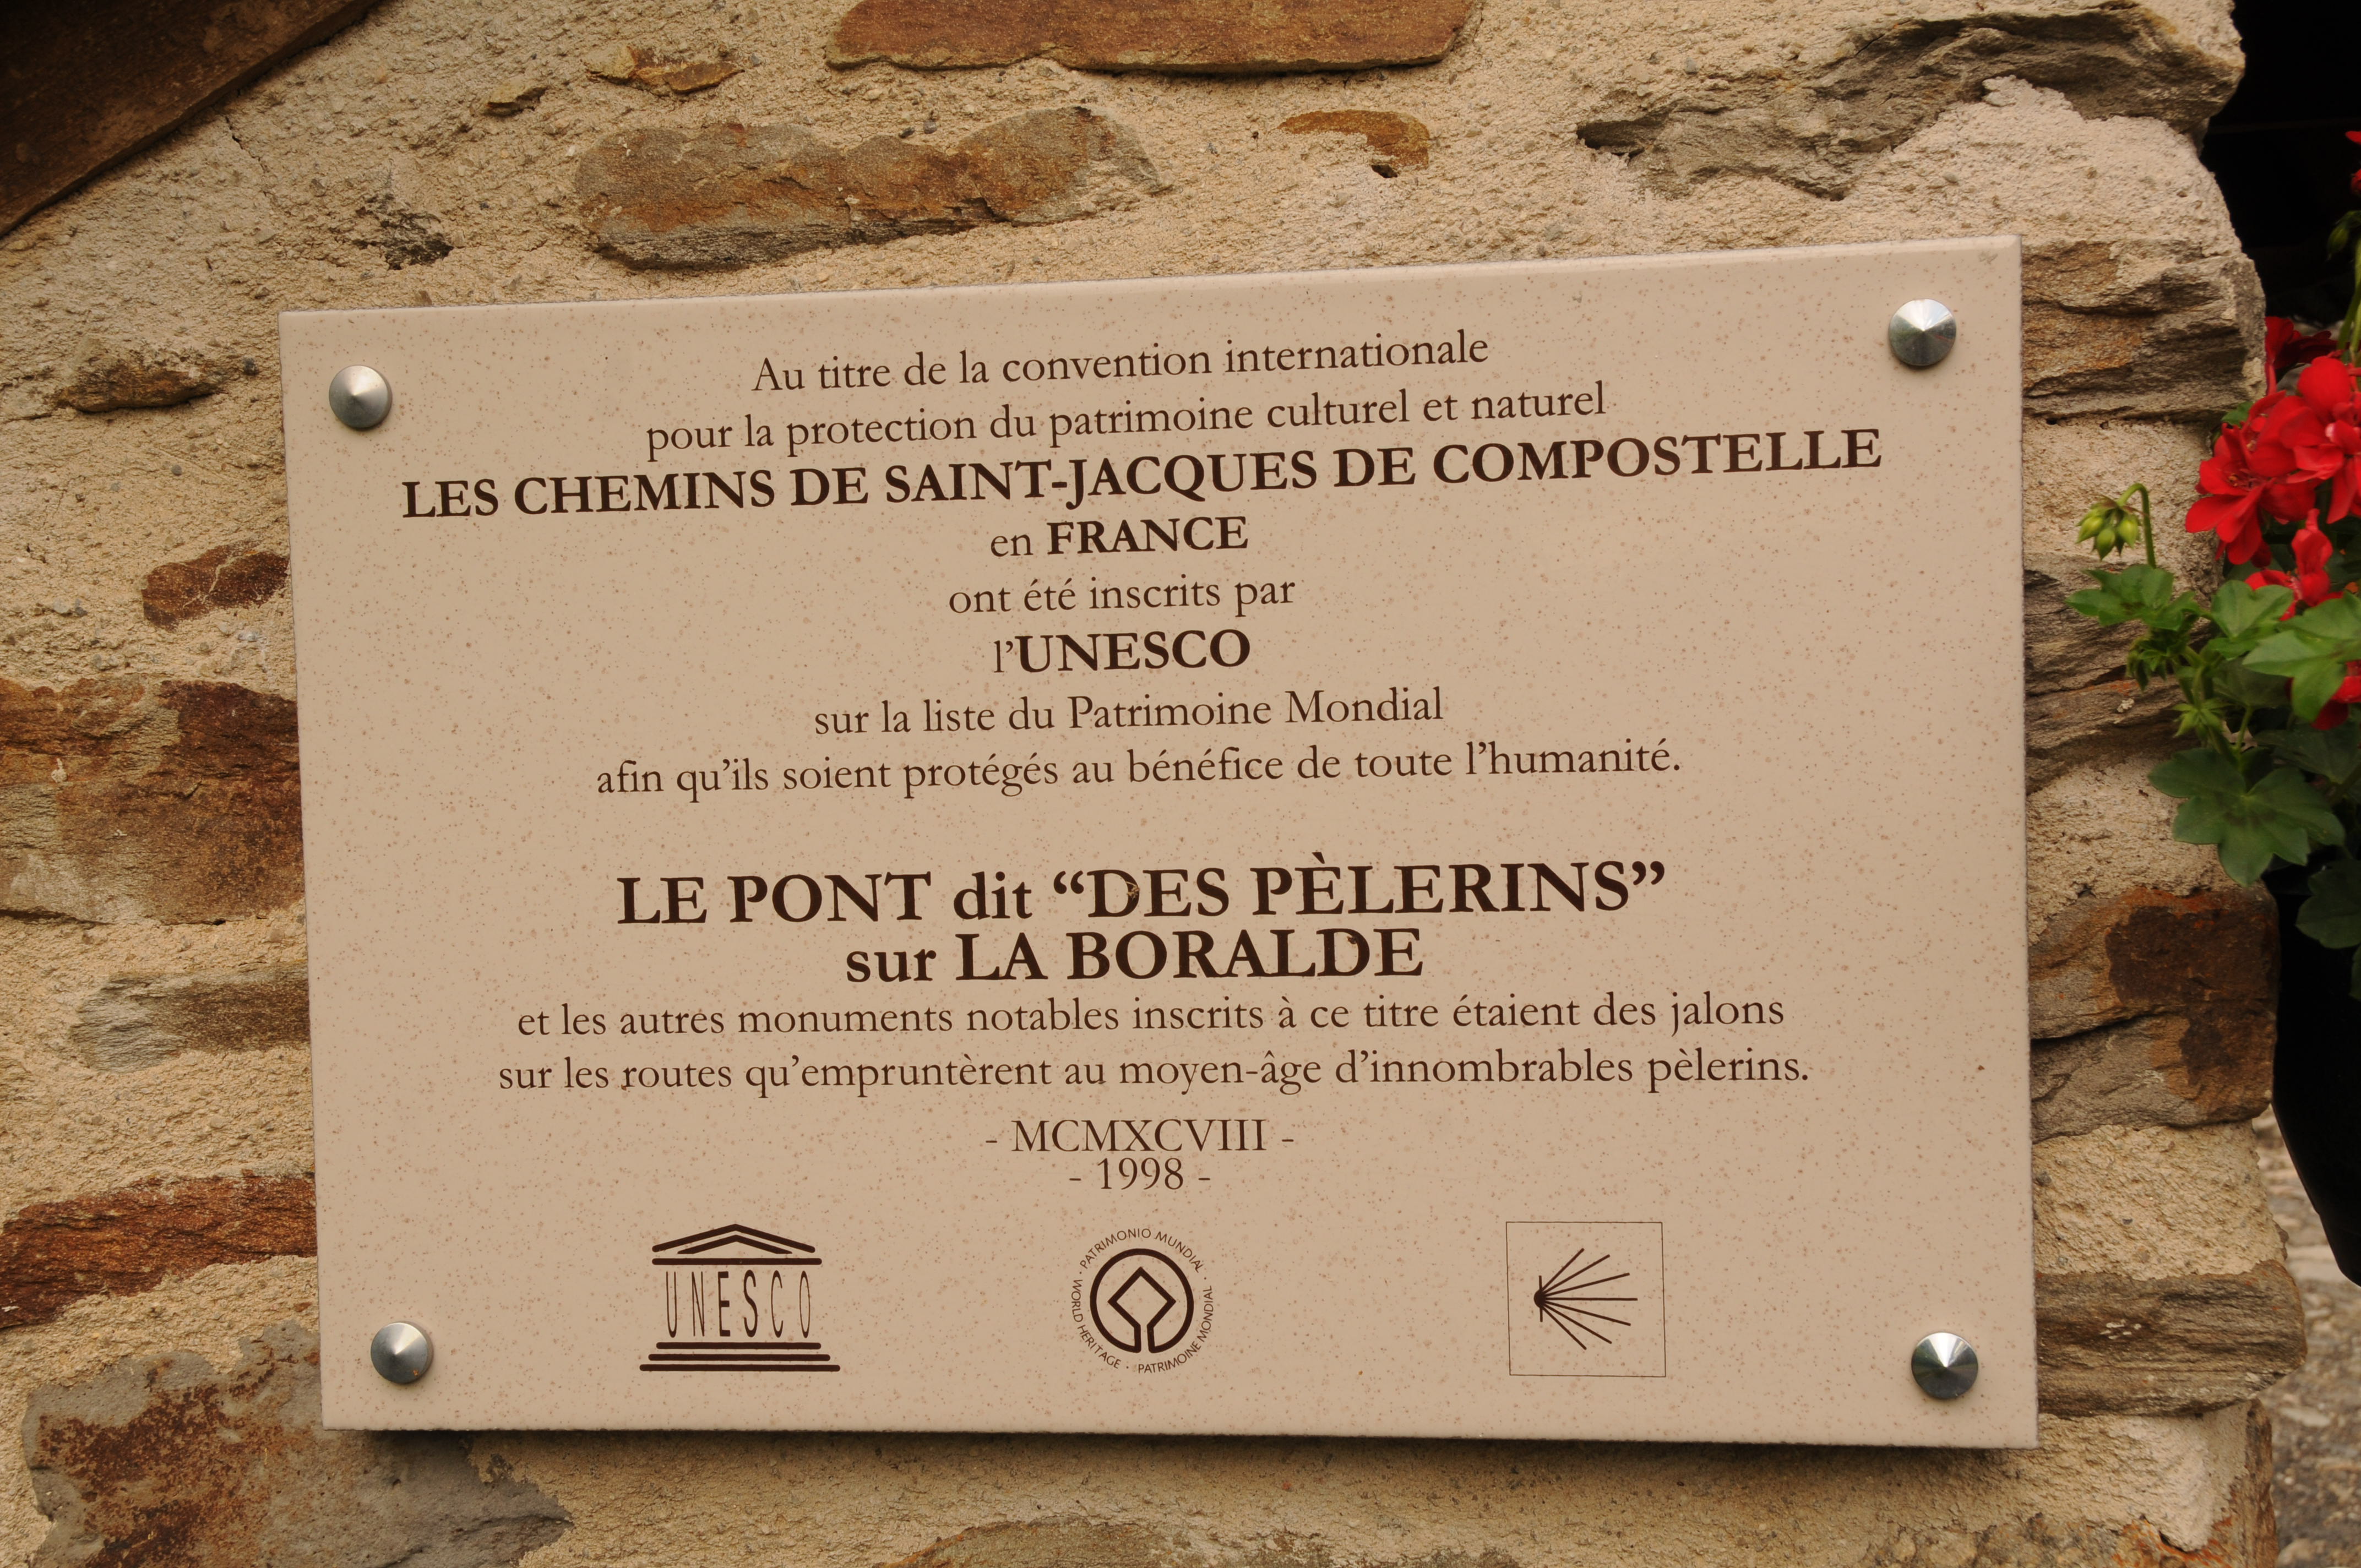 Au titre de la convention internationale
pour la protection du patrimoine culturel et naturel
LES CHEMINS DE SAINT-JACQUES DE COMPOSTELLE
en FRANCE
ont été inscrits par
l’UNESCO
sur la liste du Patrimoine Mondial
afin qu’ils soient protégés au bénéfice de toute l’humanité.
LE PONT dit “DES PÈLERINS”
sur LA BORALDE
et les autres monuments notables inscrits à ce titre étaient des jalons
sur les routes qu’empruntèrent au moyen-âge d’innombrables pèlerins.
- MCMXCVIII -
- 1998 -
UNESCO
· PATRIMONIO MUNDIAL · WORLD HERITAGE · PATRIMOINE MONDIAL